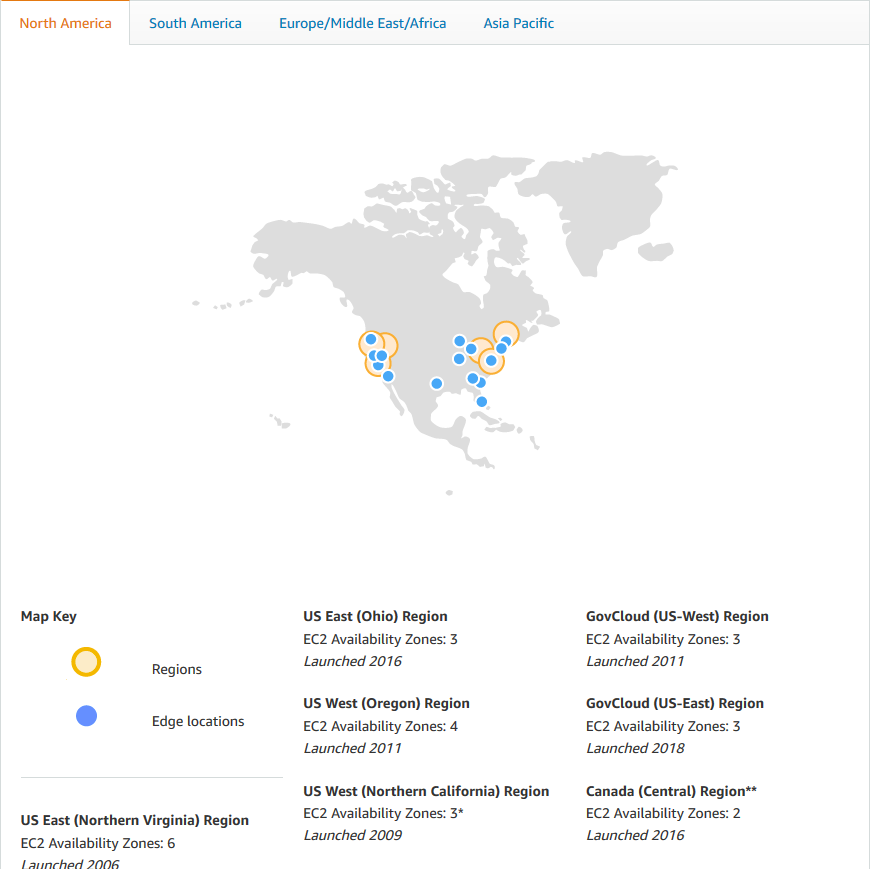 North America
South America
Europe/Middle East/Africa
Asia Pacific
Map Key
Regions
Edge locations
US East (Northern Virginia) Region
EC2 Availability Zones: 6
Launched 2006
US East (Ohio) Region
EC2 Availability Zones: 3
Launched 2016
US West (Oregon) Region
EC2 Availability Zones: 4
Launched 2011
US West (Northern California) Region
EC2 Availability Zones: 3*
Launched 2009
GovCloud (US-West) Region
EC2 Availability Zones: 3
Launched 2011
GovCloud (US-East) Region
EC2 Availability Zones: 3
Launched 2018
Canada (Central) Region**
EC2 Availability Zones: 2
Launched 2016